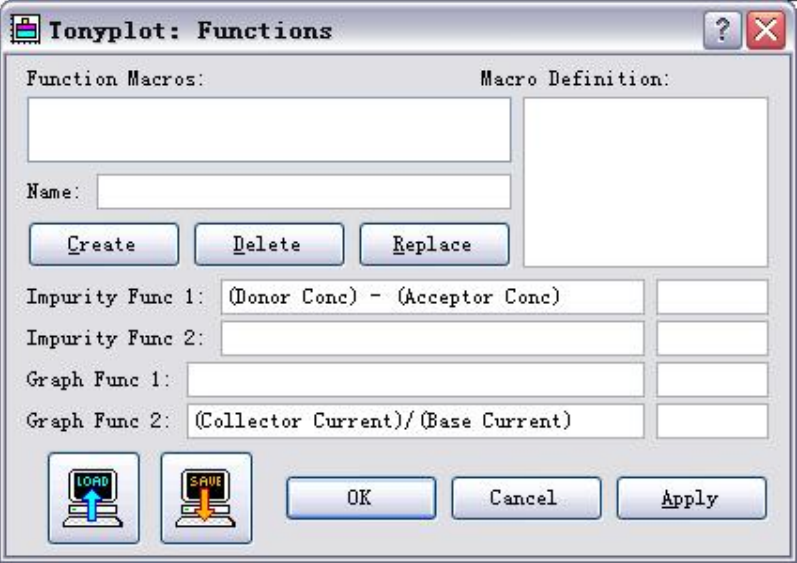 Tonyplot: Functions
Function Macros:
Macro Definition:
Name:
Create Delete Replace
Impurity Func 1: (Donor Conc) - (Acceptor Conc)
Impurity Func 2:
Graph Func 1:
Graph Func 2: (Collector Current)/(Base Current)
LOAD SAVE OK Cancel Apply